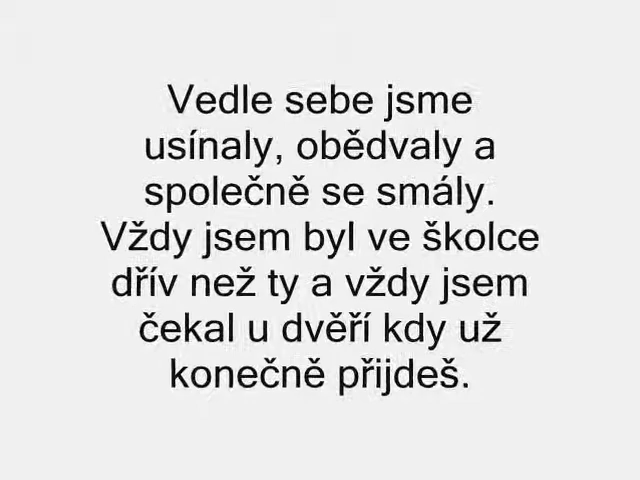 Vedle sebe jsme
usínaly, obědvaly a
společně se smály.
Vždy jsem byl ve školce
dřív než ty a vždy jsem
čekal u dvěří kdy už
konečně přijdeš.